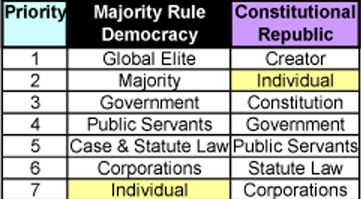 Priority Majority Rule Democracy Constitutional Republic
1 Global Elite Creator
2 Majority Individual
3 Government Constitution
4 Public Servants Government
5 Case & Statute Law Public Servants
6 Corporations Statute Law
7 Individual Corporations